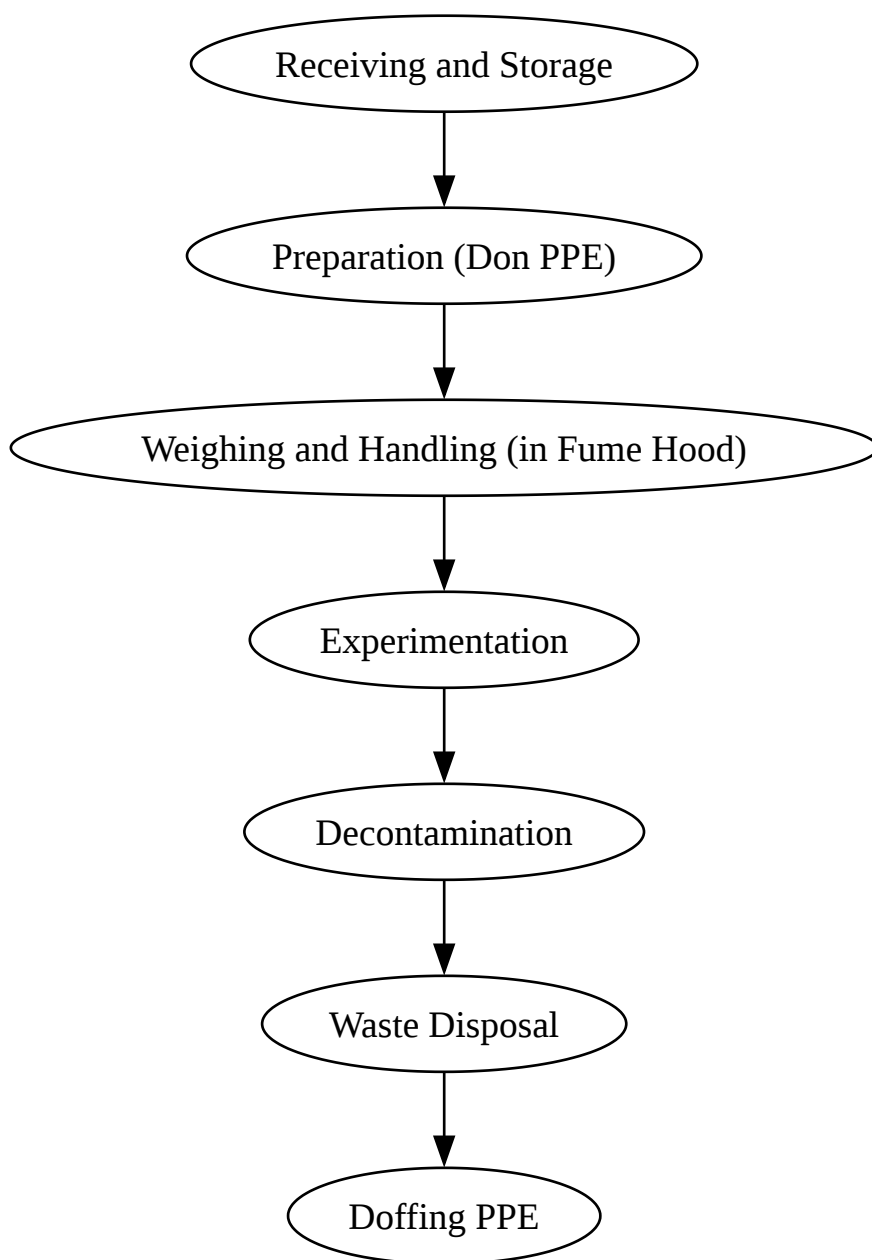 Receiving and Storage
Preparation (Don PPE)
Weighing and Handling (in Fume Hood)
Experimentation
Decontamination
Waste Disposal
Doffing PPE